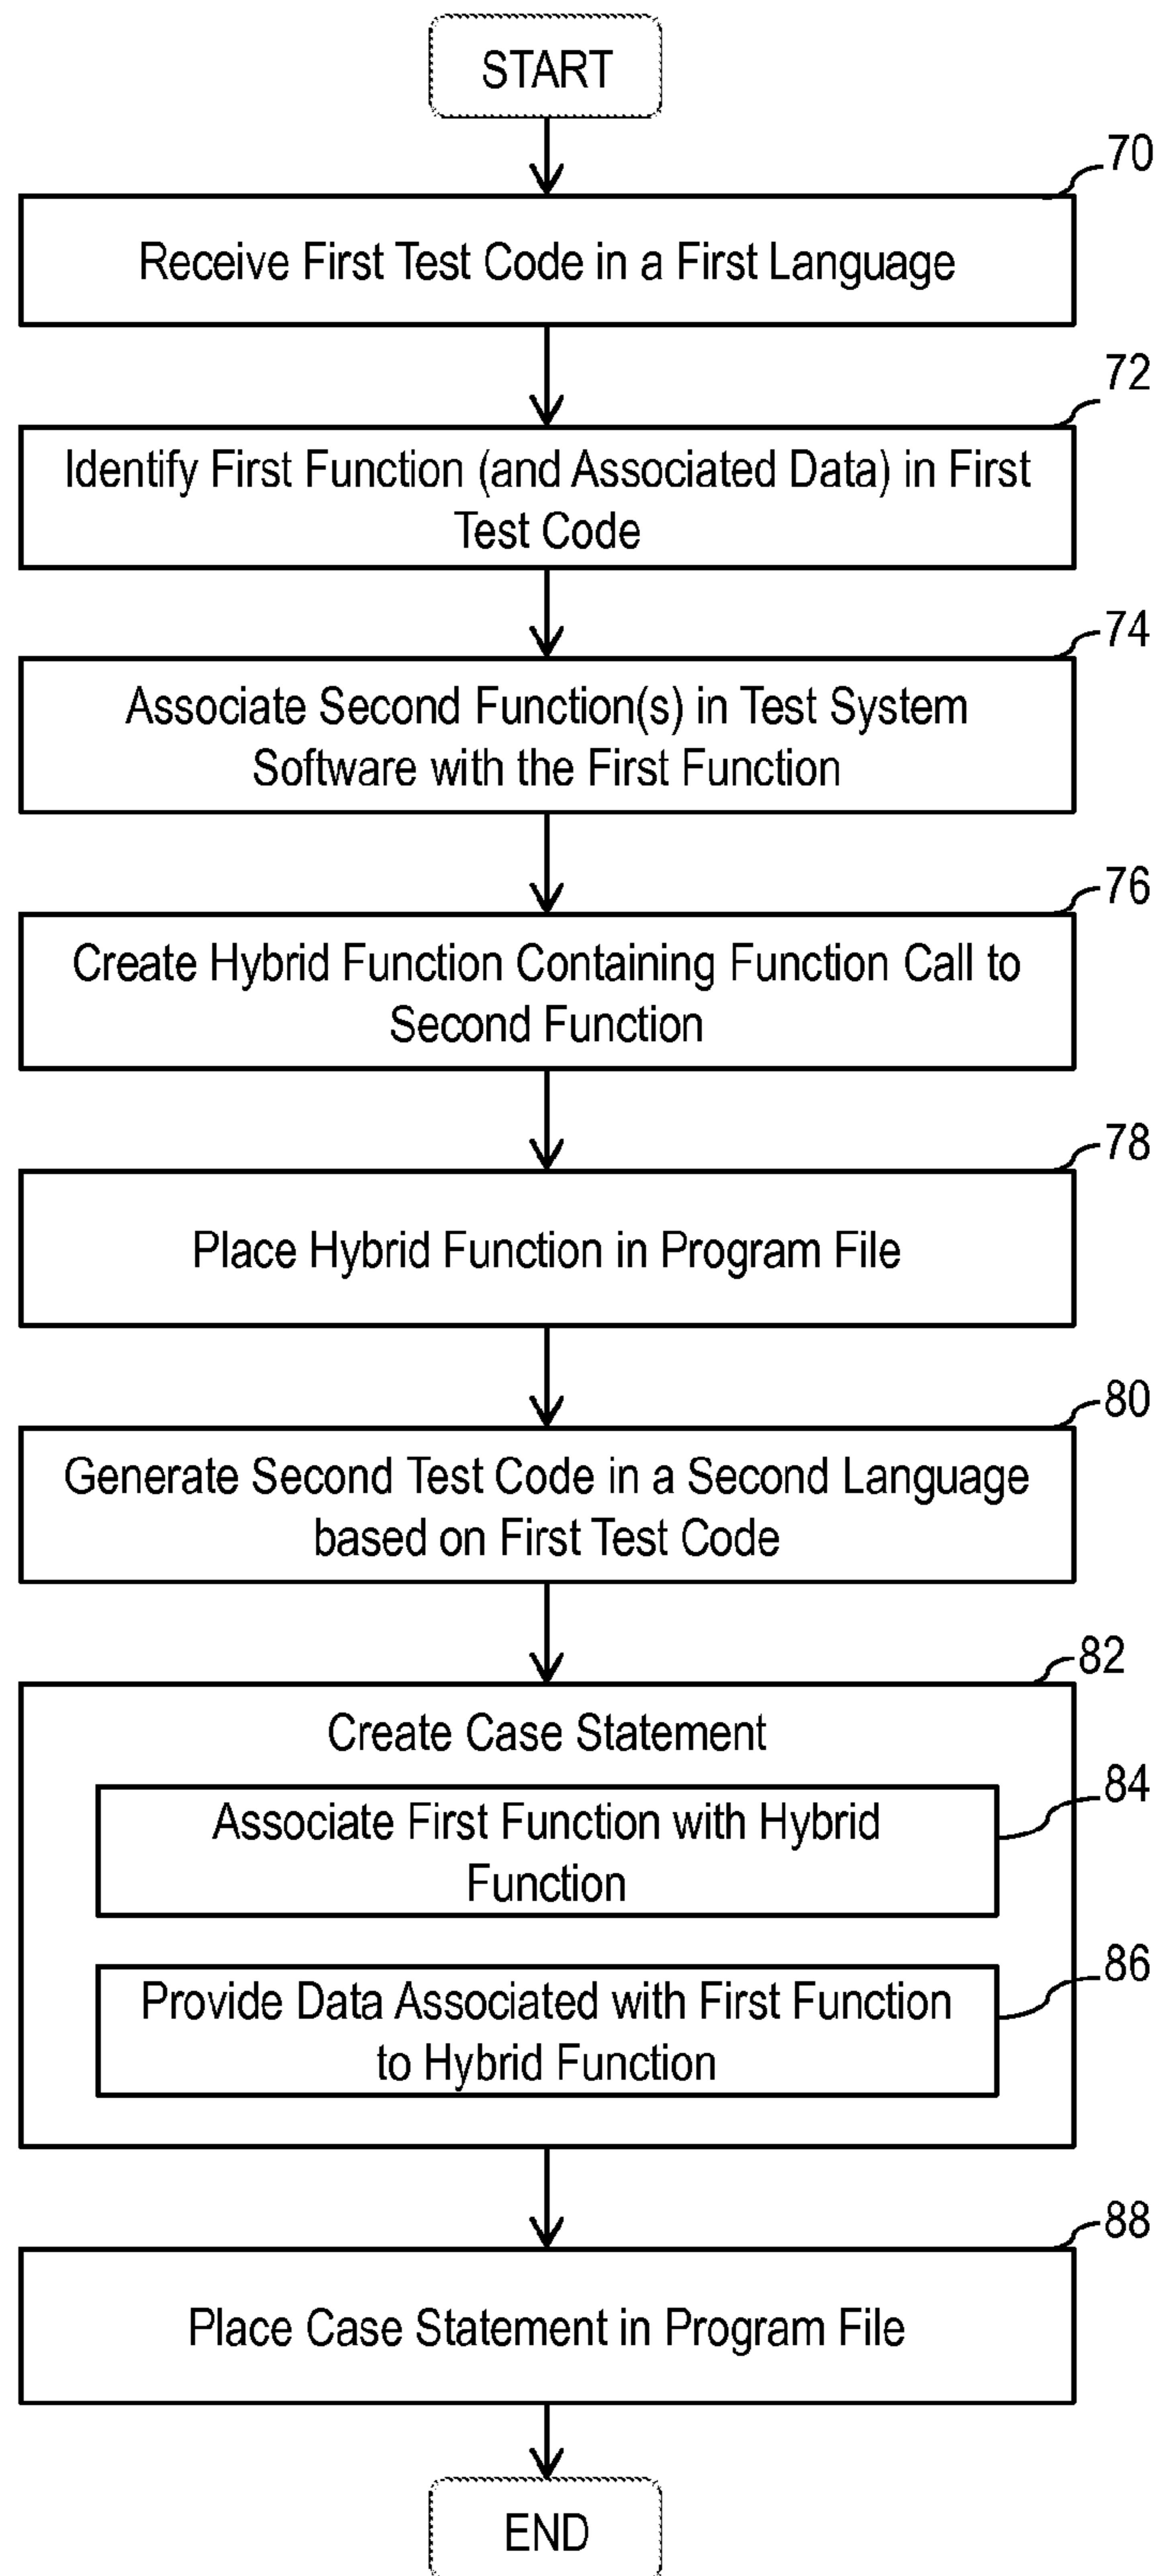 START
70
Receive First Test Code in a First Language
72
Identify First Function (and Associated Data) in First
Test Code
74
Associate Second Function(s) in Test System
Software with the First Function
76
Create Hybrid Function Containing Function Call to
Second Function
78
Place Hybrid Function in Program File
80
Generate Second Test Code in a Second Language
based on First Test Code
82
Create Case Statement
84
Associate First Function with Hybrid
Function
86
Provide Data Associated with First Function
to Hybrid Function
88
Place Case Statement in Program File
END